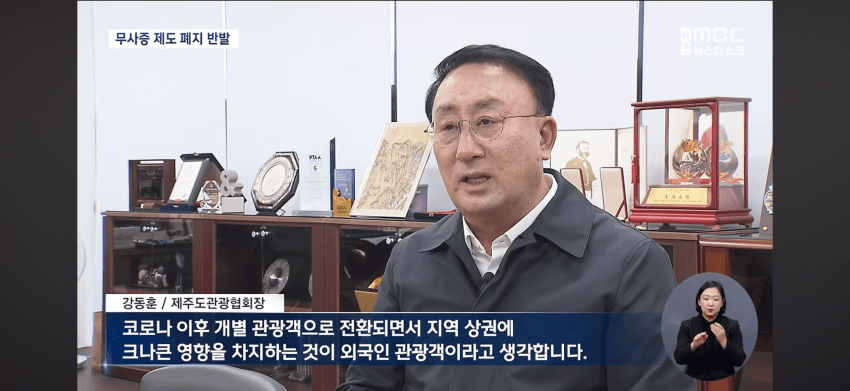 무사증 제도 폐지 반발
제주
MBC
뉴스데스크
PTAA
&
강동훈 / 제주도관광협회장
코로나 이후 개별 관광객으로 전환되면서 지역 상권에
크나큰 영향을 차지하는 것이 외국인 관광객이라고 생각합니다.